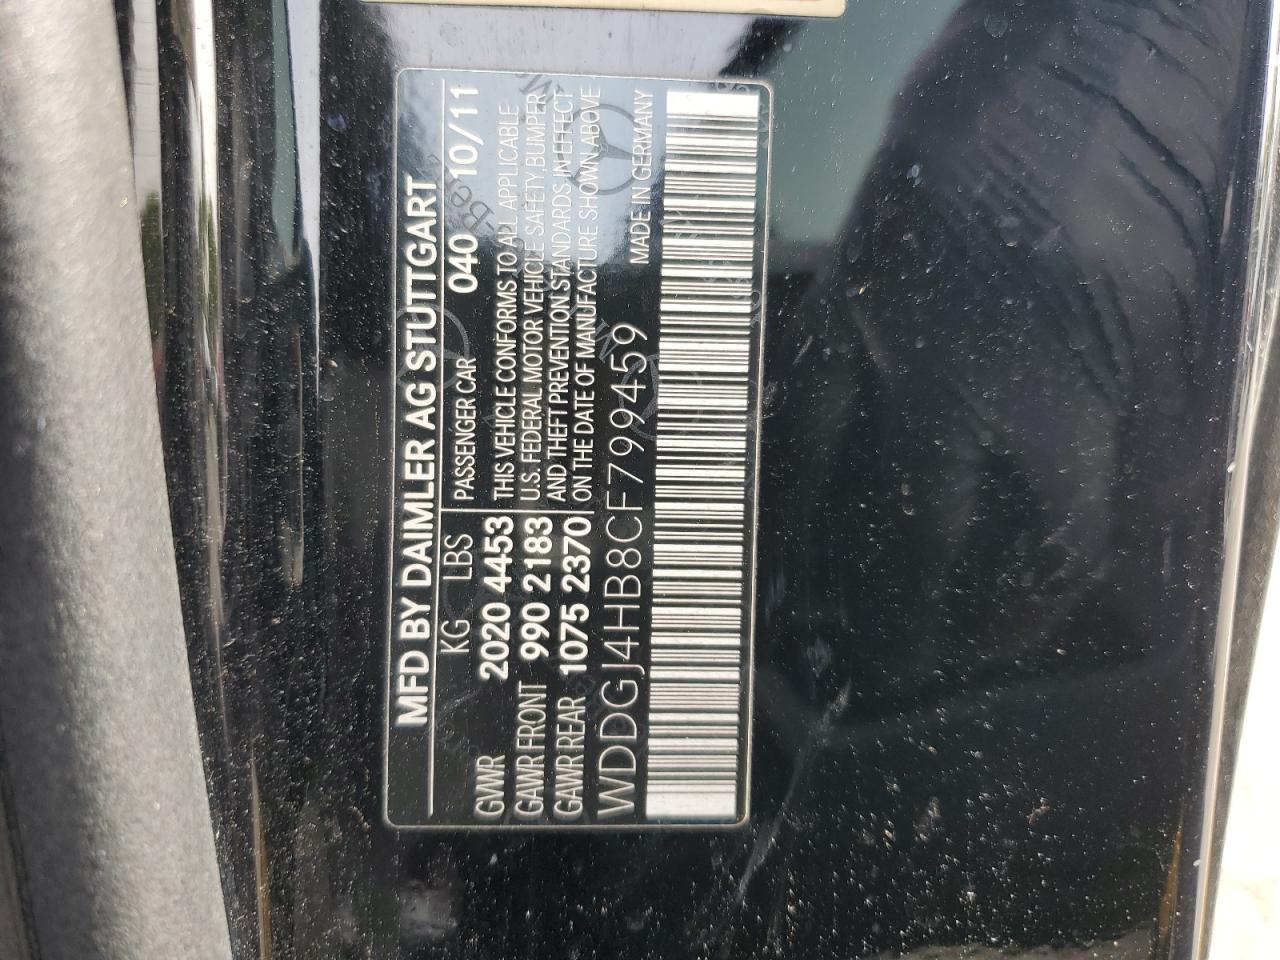 MFD BY DAIMLER AG STUTTGART
KG LBS PASSENGER CAR 040 10/11
GVWR 2020 4453 THIS VEHICLE CONFORMS TO ALL APPLICABLE
GAWR FRONT 990 2183 U.S. FEDERAL MOTOR VEHICLE SAFETY, BUMPER,
GAWR REAR 1075 2370 AND THEFT PREVENTION STANDARDS IN EFFECT
ON THE DATE OF MANUFACTURE SHOWN ABOVE
WDDGJ4HB8CF799459 MADE IN GERMANY